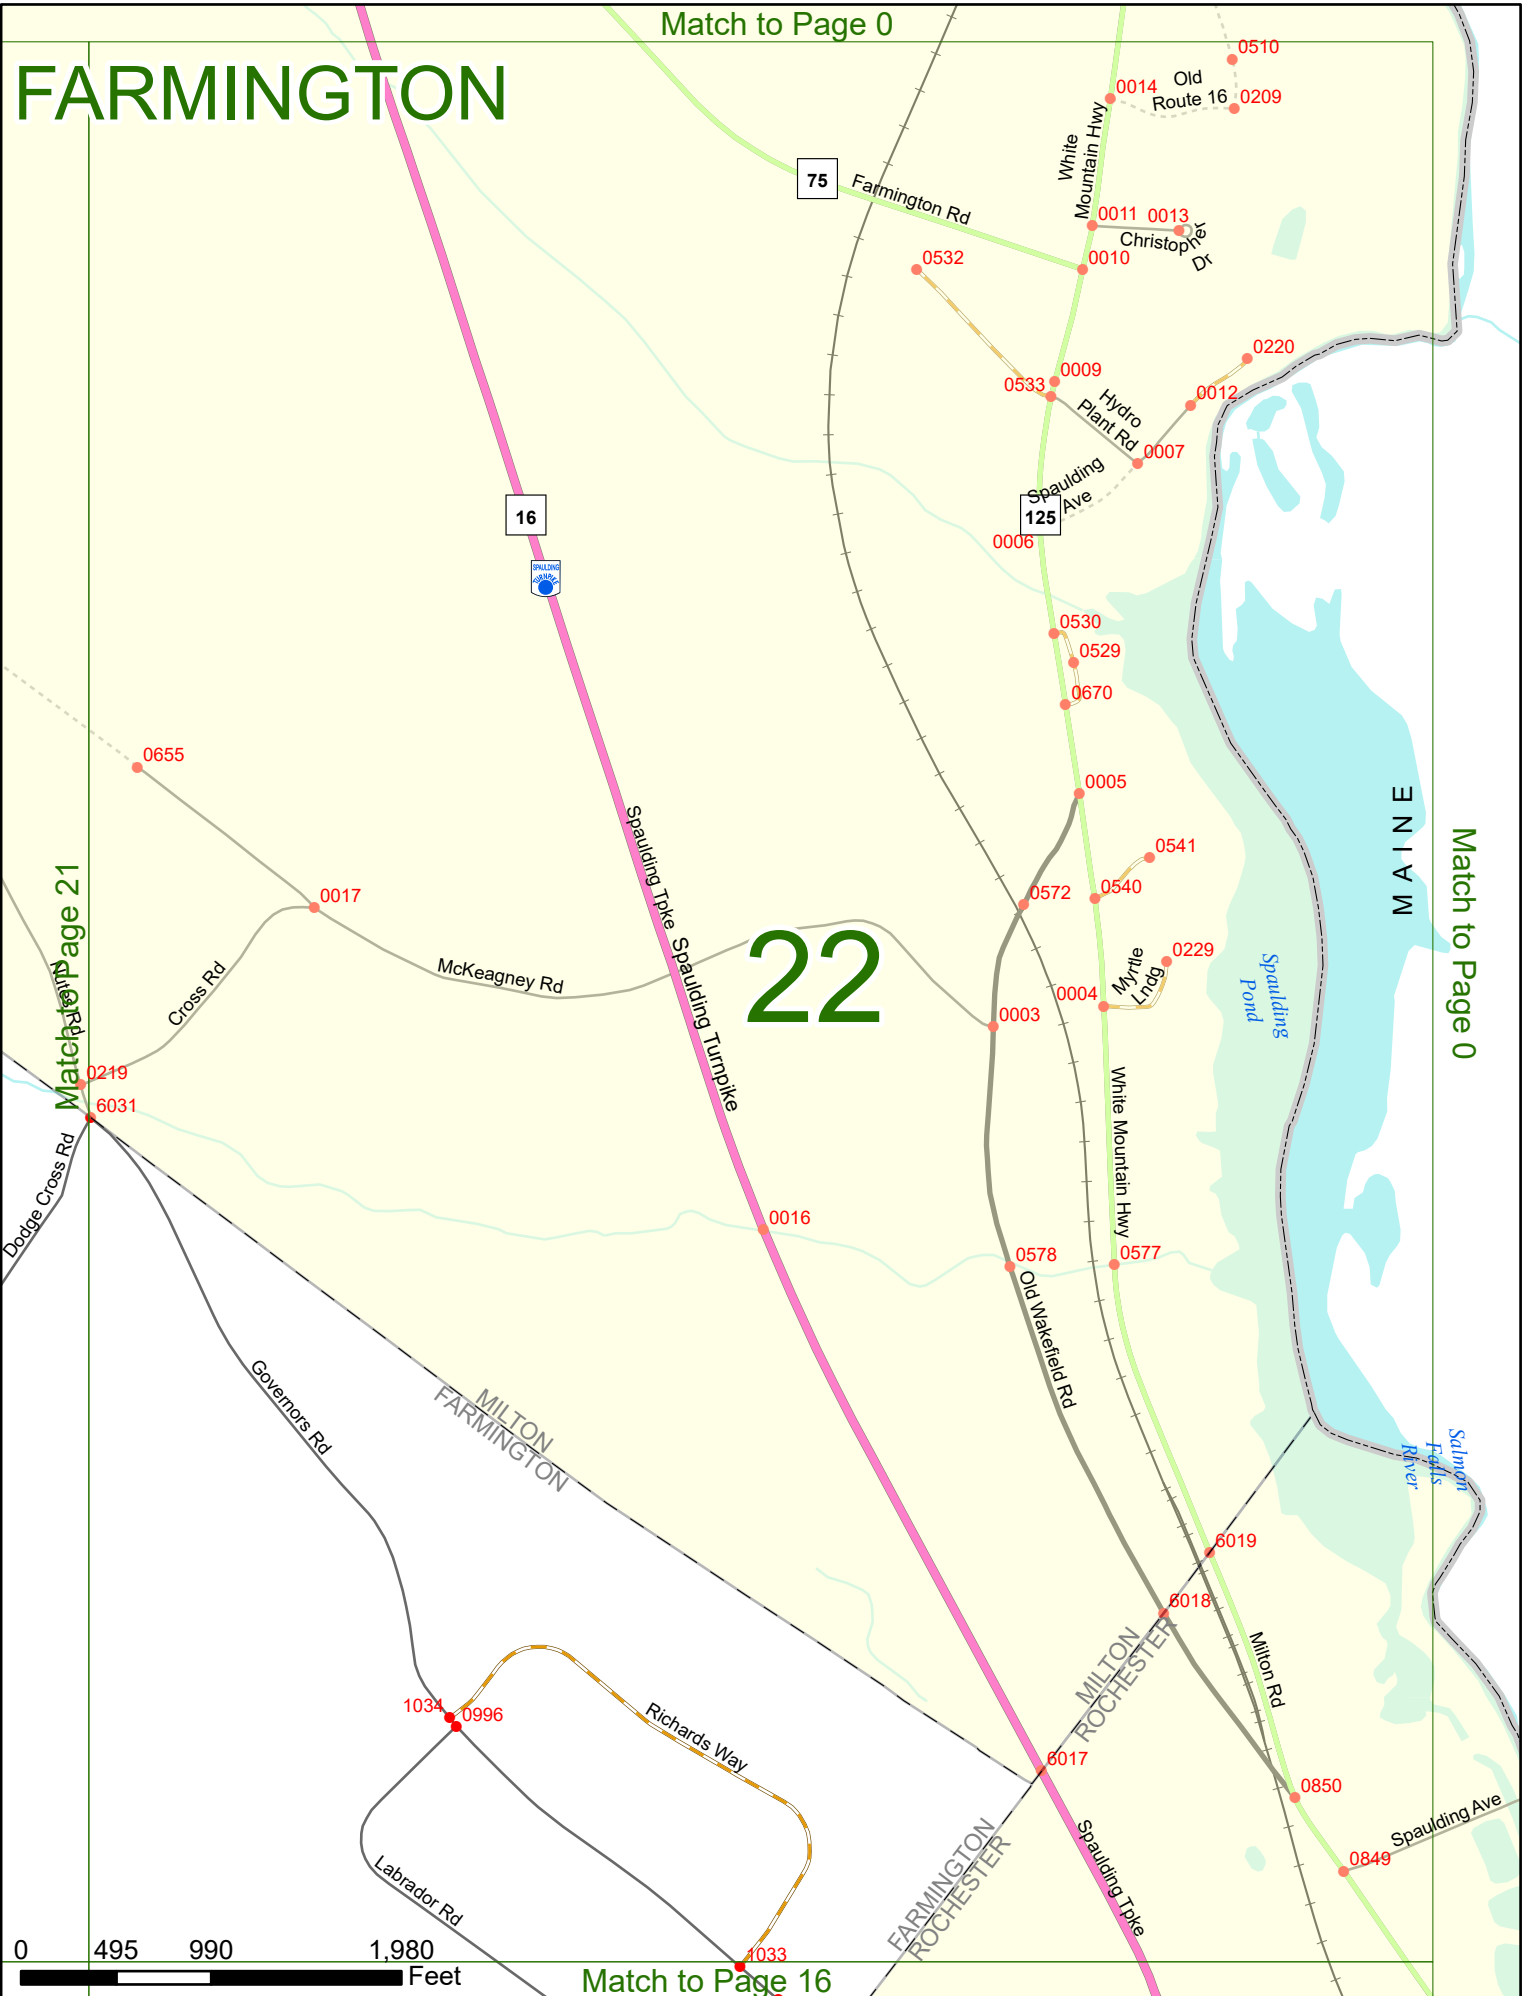 Match to Page 0
FARMINGTON
0510
0014
Old
Route 16
0209
White
Mountain Hwy
75
Farmington Rd
0011
0013
Christopher
Dr
0010
0532
0220
0009
0533
Hydro
Plant Rd
0012
0007
Spaulding
Ave
16
125
0006
SPAULDING
TURNPIKE
0530
0529
0670
0655
0005
MAINE
Spaulding Tpke
0541
0540
0572
Match to Page 21
Match to Page 0
0017
22
Spaulding Turnpike
McKeagney Rd
Cross Rd
Nutes Rd
Myrtle
Lndg
0229
0004
0003
Spaulding
Pond
0219
6031
White Mountain Hwy
Dodge Cross Rd
0016
0578
0577
Old Wakefield Rd
Governors Rd
MILTON
FARMINGTON
Salmon
Falls
River
6019
6018
MILTON
ROCHESTER
Milton Rd
1034
0996
Richards Way
6017
0850
Spaulding Ave
0849
Spaulding Tpke
FARMINGTON
ROCHESTER
Labrador Rd
0 495 990 1,980
Feet
1033
Match to Page 16